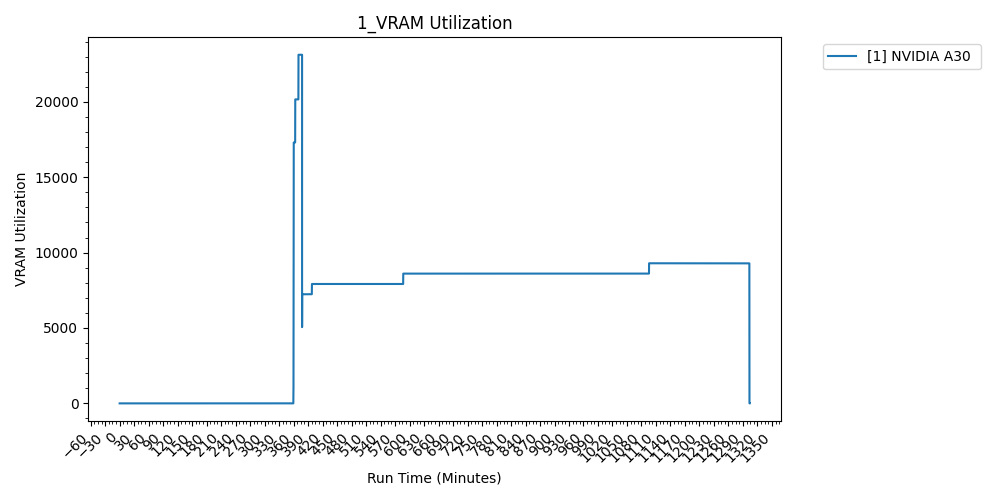 1_VRAM Utilization
[1] NVIDIA A30
VRAM Utilization
20000
15000
10000
5000
0
−60 −30 0 30 60 90 120 150 180 210 240 270 300 330 360 390 420 450 480 510 540 570 600 630 660 690 720 750 780 810 840 870 900 930 960 990 1020 1050 1080 1110 1140 1170 1200 1230 1260 1290 1320 1350
Run Time (Minutes)